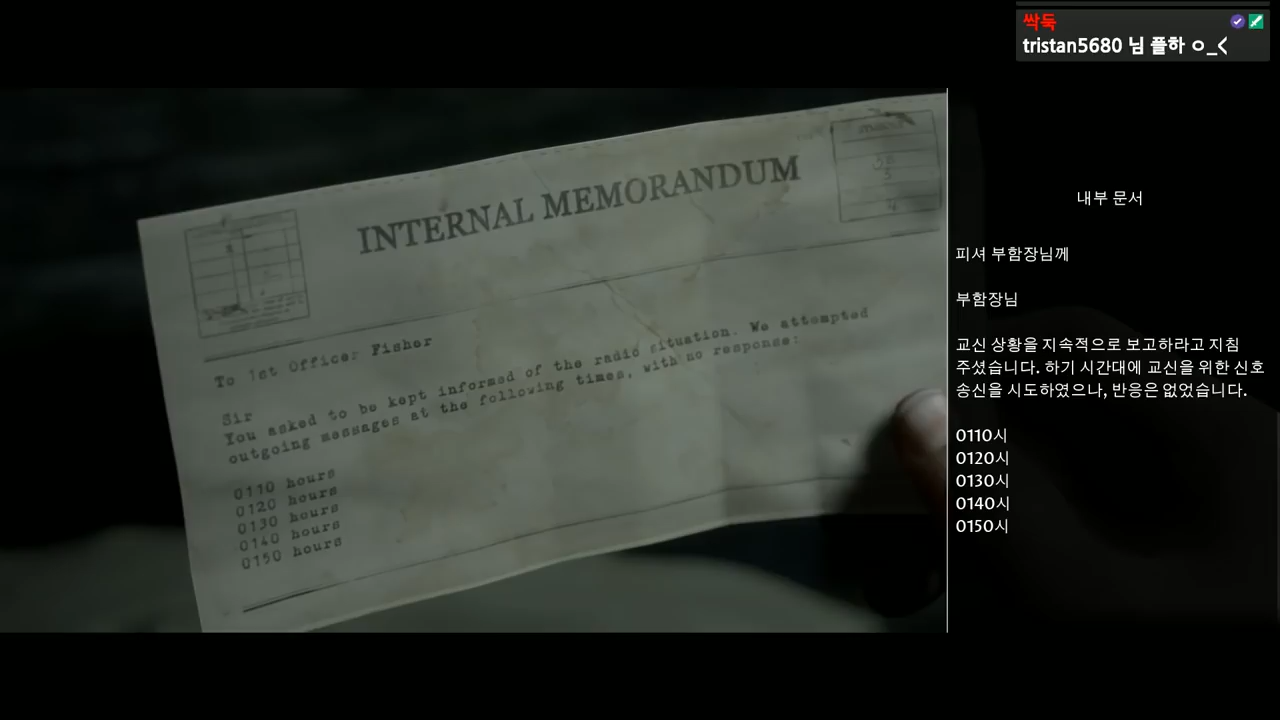 싹둑
tristan5680 님 플하 ㅇ_<
INTERNAL MEMORANDUM
To 1st Officer Fisher
Sir
You asked to be kept informed of the radio situation. We attempted
outgoing messages at the following times, with no response:
0110 hours
0120 hours
0130 hours
0140 hours
0150 hours
내부 문서
피셔 부함장님께
부함장님
교신 상황을 지속적으로 보고하라고 지침
주셨습니다. 하기 시간대에 교신을 위한 신호
송신을 시도하였으나, 반응은 없었습니다.
0110시
0120시
0130시
0140시
0150시